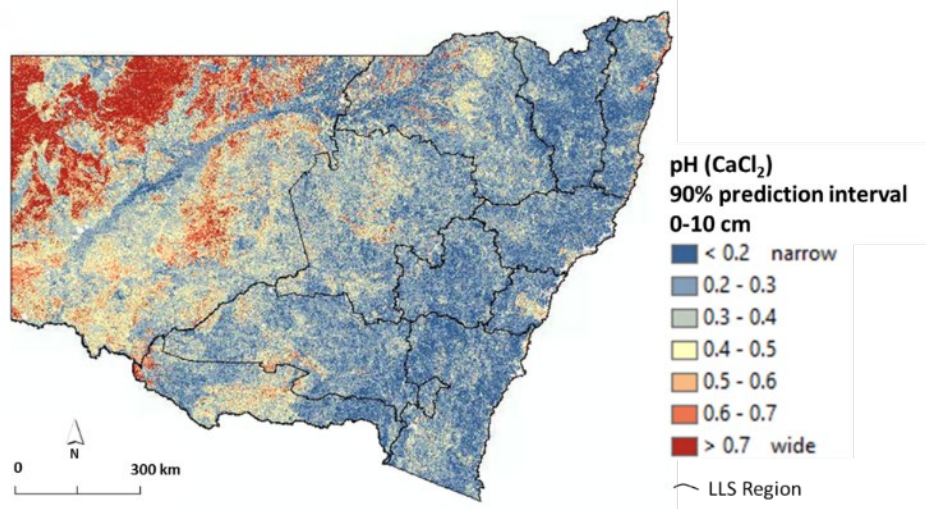 pH (CaCl₂)
90% prediction interval
0-10 cm
< 0.2 narrow
0.2 - 0.3
0.3 - 0.4
0.4 - 0.5
0.5 - 0.6
0.6 - 0.7
> 0.7 wide
LLS Region
N
0 300 km